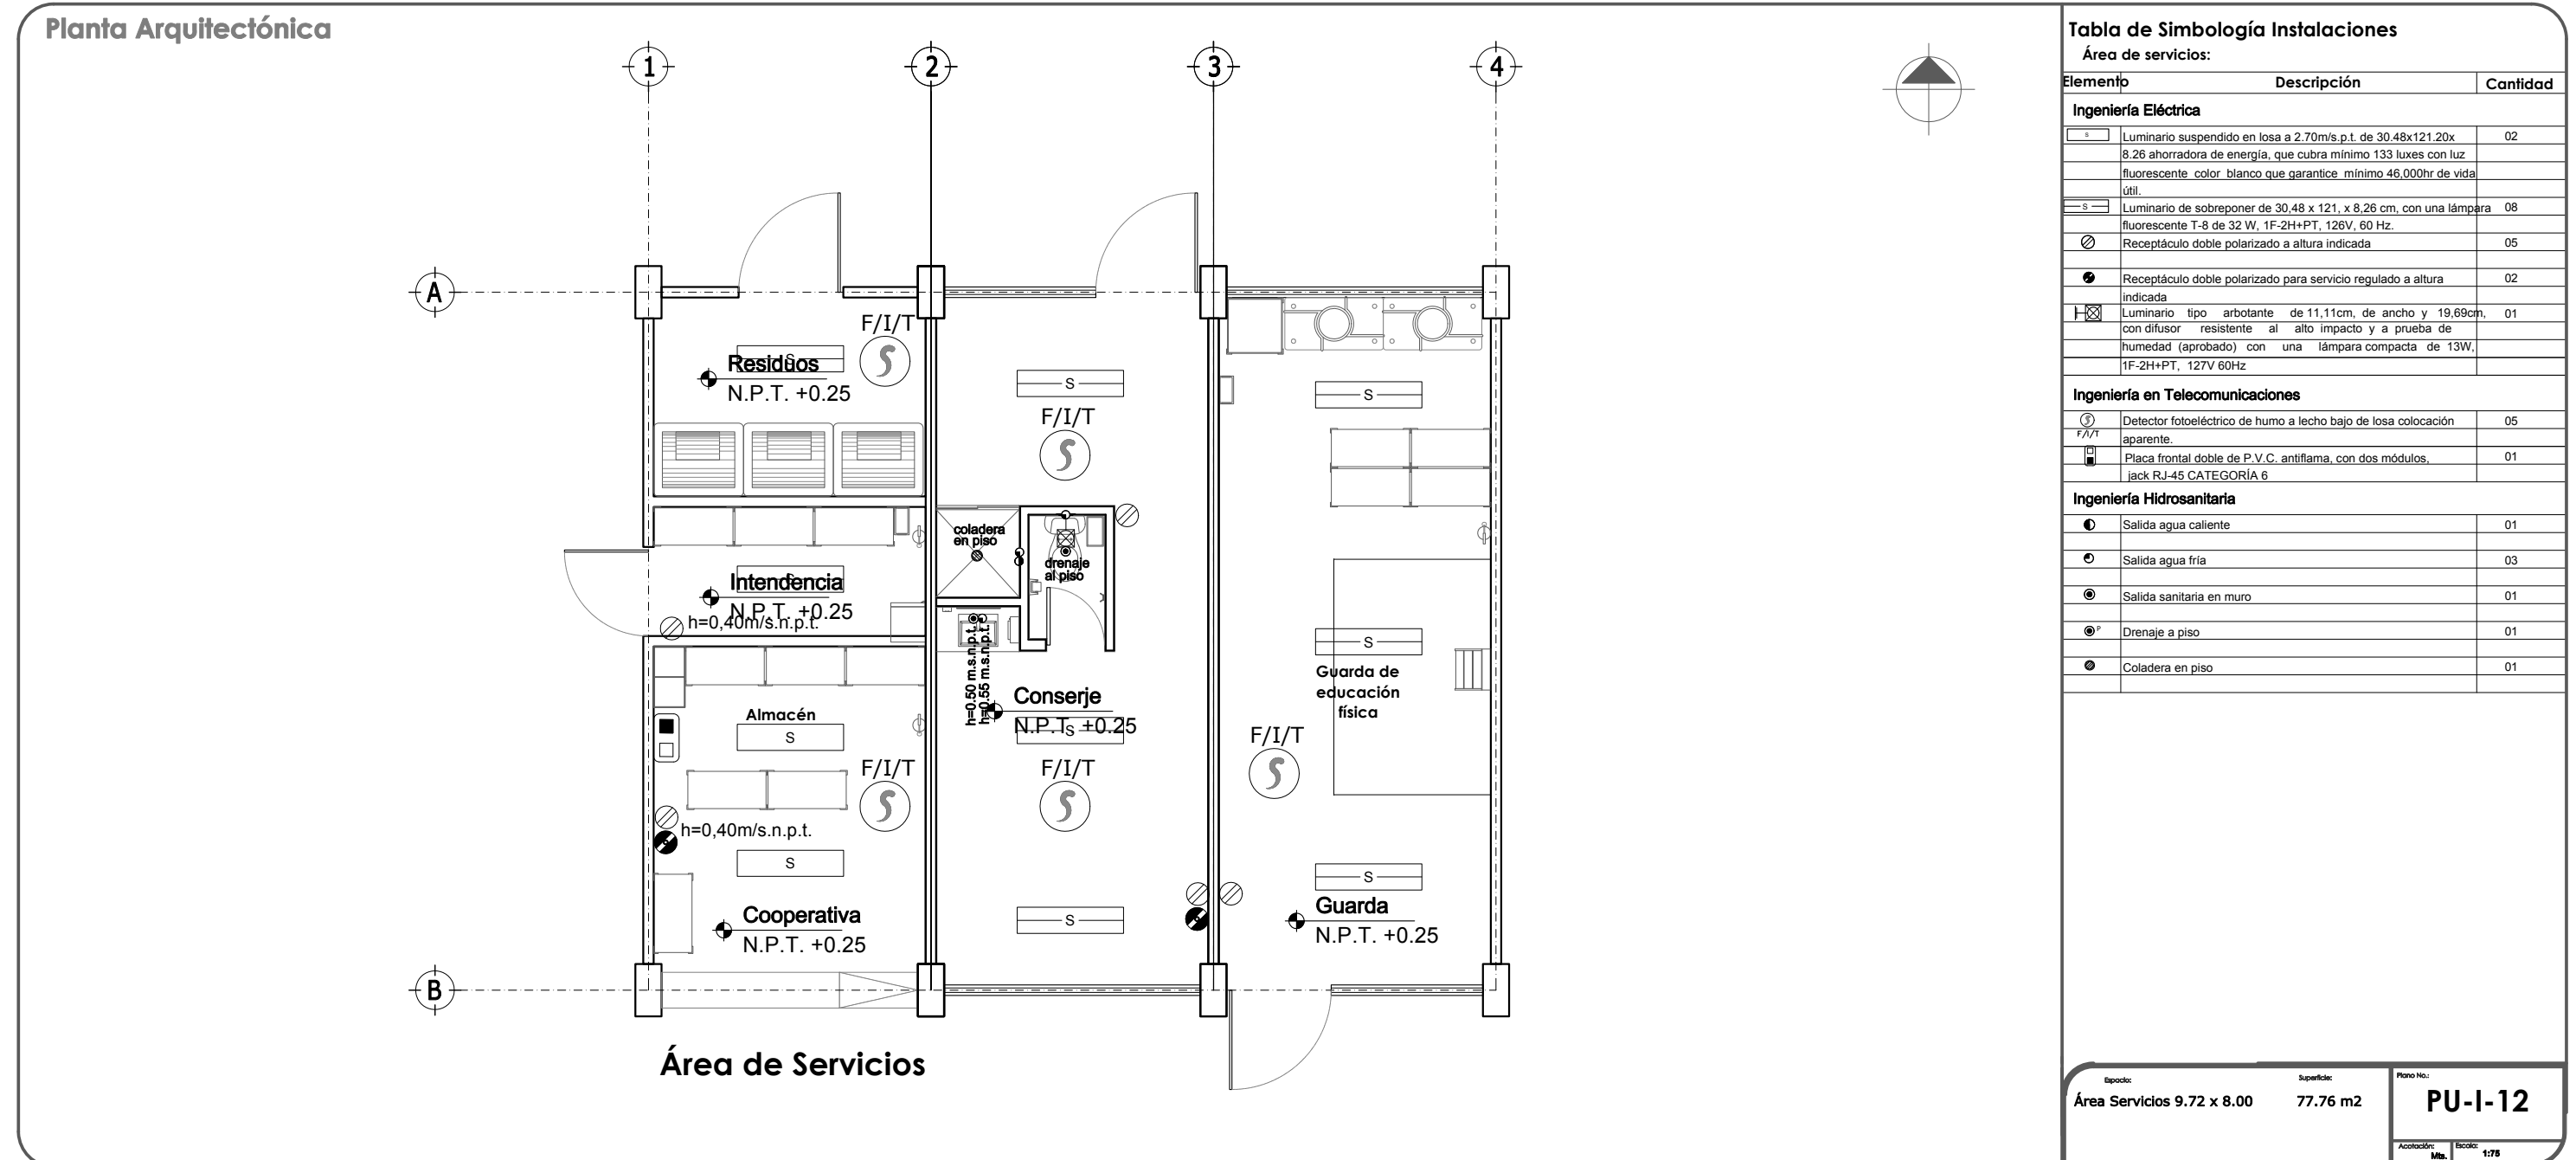 Planta Arquitectónica
1
2
3
4
A
B
F/I/T
S
Residuos
N.P.T. +0.25
S
F/I/T
S
coladera
en piso
drenaje
al piso
S
Intendencia
N.P.T. +0.25
h=0,40m/s.n.p.t.
h=0.50 m.s.n.p.t.
h=0.55 m.s.n.p.t.
S
Guarda de
educación
física
Conserje
N.P.T. +0.25
S
Almacén
S
F/I/T
F/I/T
F/I/T
h=0,40m/s.n.p.t.
S
S
S
Cooperativa
N.P.T. +0.25
Guarda
N.P.T. +0.25
Área de Servicios
Tabla de Simbología Instalaciones
Área de servicios:
Elemento Descripción Cantidad
Ingeniería Eléctrica
S Luminario suspendido en losa a 2.70m/s.p.t. de 30.48x121.20x 02
8.26 ahorradora de energía, que cubra mínimo 133 luxes con luz
fluorescente color blanco que garantice mínimo 46,000hr de vida
útil.
S Luminario de sobreponer de 30,48 x 121, x 8,26 cm, con una lámpara 08
fluorescente T-8 de 32 W, 1F-2H+PT, 126V, 60 Hz.
Receptáculo doble polarizado a altura indicada 05
Receptáculo doble polarizado para servicio regulado a altura 02
indicada
Luminario tipo arbotante de 11,11cm, de ancho y 19,69cm, 01
con difusor resistente al alto impacto y a prueba de
humedad (aprobado) con una lámpara compacta de 13W,
1F-2H+PT, 127V 60Hz
Ingeniería en Telecomunicaciones
Detector fotoeléctrico de humo a lecho bajo de losa colocación 05
F/I/T aparente.
Placa frontal doble de P.V.C. antiflama, con dos módulos, 01
jack RJ-45 CATEGORÍA 6
Ingeniería Hidrosanitaria
Salida agua caliente 01
Salida agua fría 03
Salida sanitaria en muro 01
P Drenaje a piso 01
Coladera en piso 01
Espacio: Superficie: Plano No.:
Área Servicios 9.72 x 8.00 77.76 m2 PU-I-12
Acotación: Escala:
Mts. 1:75